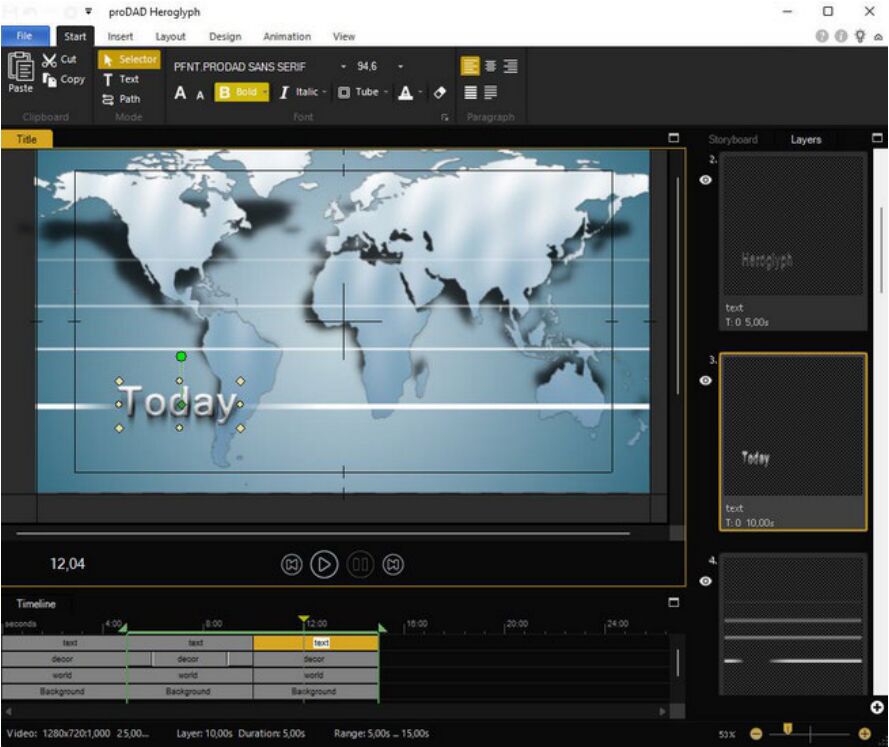 proDAD Heroglyph
File Start Insert Layout Design Animation View
Paste
Cut
Copy
Clipboard
Selector
Text
Path
Mode
PFNT.PRODAD SANS SERIF 94,6
A A B Bold I Italic Tube A
Font
Paragraph
Title
Storyboard Layers
2.
Heroglyph
text
T: 0 5,00s
3.
Today
text
T: 0 10,00s
4.
Today
12,04
Timeline
seconds 4:00 8:00 12:00 16:00 20:00 24:00
text text text
decor decor decor
world world world
Background Background Background
Video: 1280x720:1,000 25,00... Layer: 10,00s Duration: 5,00s Range: 5,00s ... 15,00s 53%